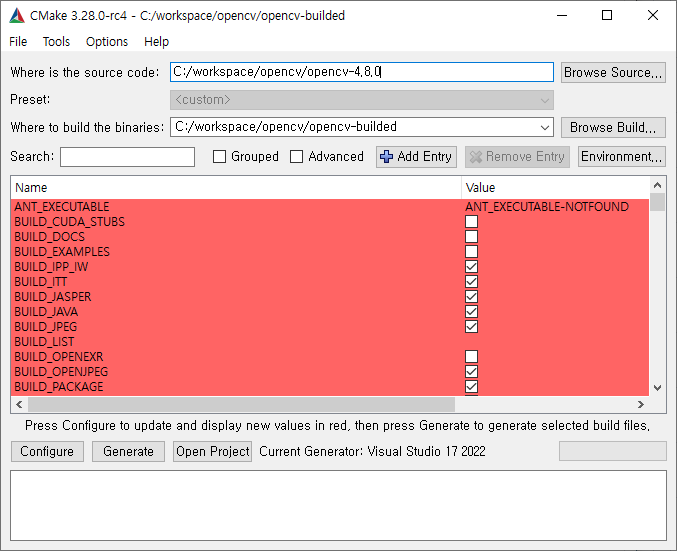 CMake 3.28.0-rc4 - C:/workspace/opencv/opencv-builded
File Tools Options Help
Where is the source code: C:/workspace/opencv/opencv-4.8.0 Browse Source...
Preset: <custom>
Where to build the binaries: C:/workspace/opencv/opencv-builded Browse Build...
Search: Grouped Advanced Add Entry Remove Entry Environment...
Name Value
ANT_EXECUTABLE ANT_EXECUTABLE-NOTFOUND
BUILD_CUDA_STUBS
BUILD_DOCS
BUILD_EXAMPLES
BUILD_IPP_IW
BUILD_ITT
BUILD_JASPER
BUILD_JAVA
BUILD_JPEG
BUILD_LIST
BUILD_OPENEXR
BUILD_OPENJPEG
BUILD_PACKAGE
Press Configure to update and display new values in red, then press Generate to generate selected build files.
Configure Generate Open Project Current Generator: Visual Studio 17 2022